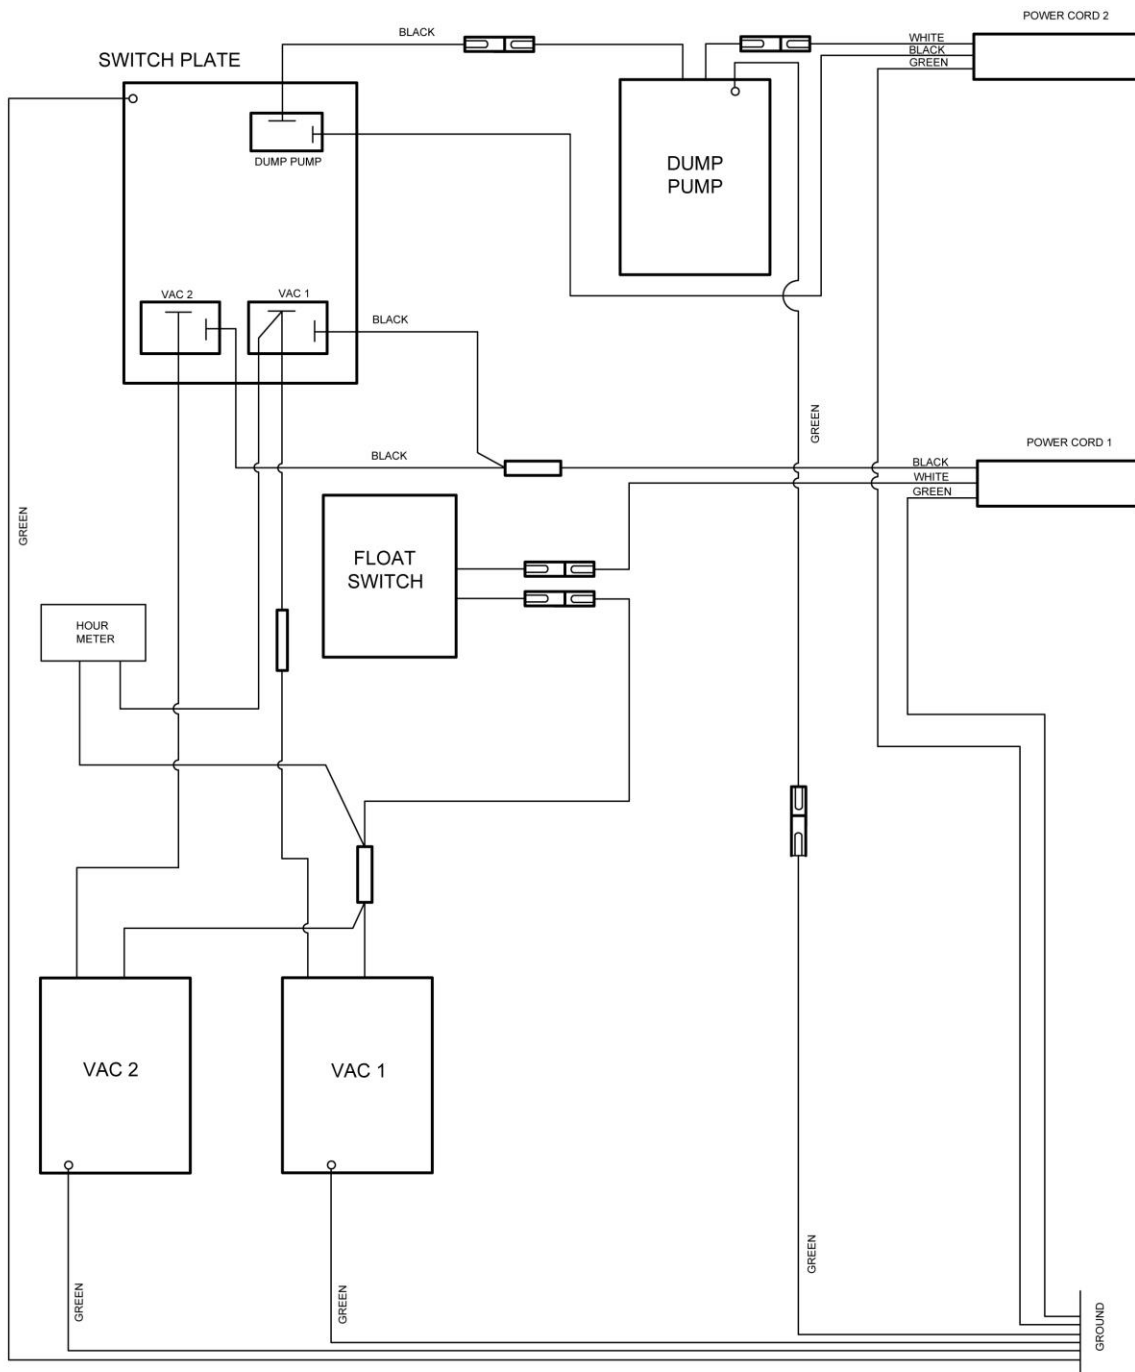 POWER CORD 2
BLACK
WHITE
BLACK
GREEN
SWITCH PLATE
DUMP PUMP
DUMP
PUMP
VAC 2
VAC 1
BLACK
GREEN
POWER CORD 1
BLACK
BLACK
WHITE
GREEN
GREEN
FLOAT
SWITCH
HOUR
METER
VAC 2
VAC 1
GREEN
GREEN
GREEN
GROUND